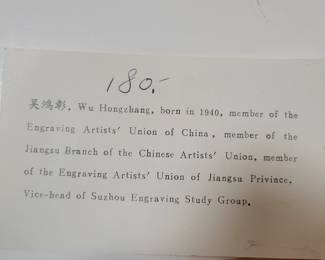 180.-
吴鸿彰, Wu Hongzhang, born in 1940, member of the
Engraving Artists' Union of China, member of the
Jiangsu Branch of the Chinese Artists' Union, member
of the Engraving Artists' Union of Jiangsu Privince,
Vice-head of Suzhou Engraving Study Group.